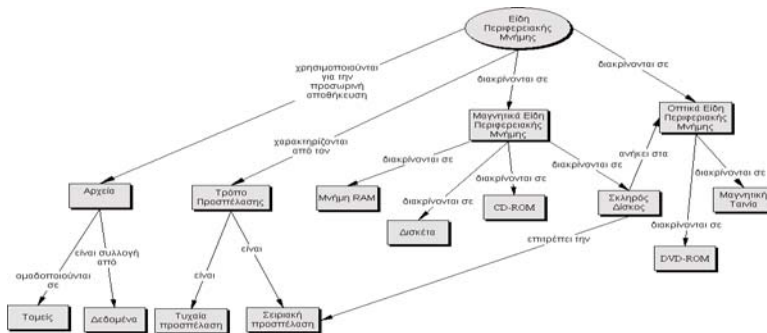 Είδη
Περιφερειακής
Μνήμης
χρησιμοποιούνται
για την
προσωρινή
αποθήκευση
διακρίνονται σε
διακρίνονται σε
Μαγνητικά Είδη
Περιφερειακής
Μνήμης
Οπτικά Είδη
Περιφεριακής
Μνήμης
χαρακτηρίζονται
από τον
διακρίνονται σε
διακρίνονται σε
ανήκει στα
διακρίνονται σε
διακρίνονται σε
Αρχεία
Τρόπο
Προσπέλασης
Μνήμη RAM
CD-ROM
Σκληρός
Δίσκος
Μαγνητική
Ταινία
Δισκέτα
διακρίνονται σε
επιτρέπει την
είναι συλλογή
από
είναι
DVD-ROM
ομαδοποιούνται
σε
είναι
Τομείς
Δεδομένα
Τυχαία
προσπέλαση
Σειριακή
προσπέλαση